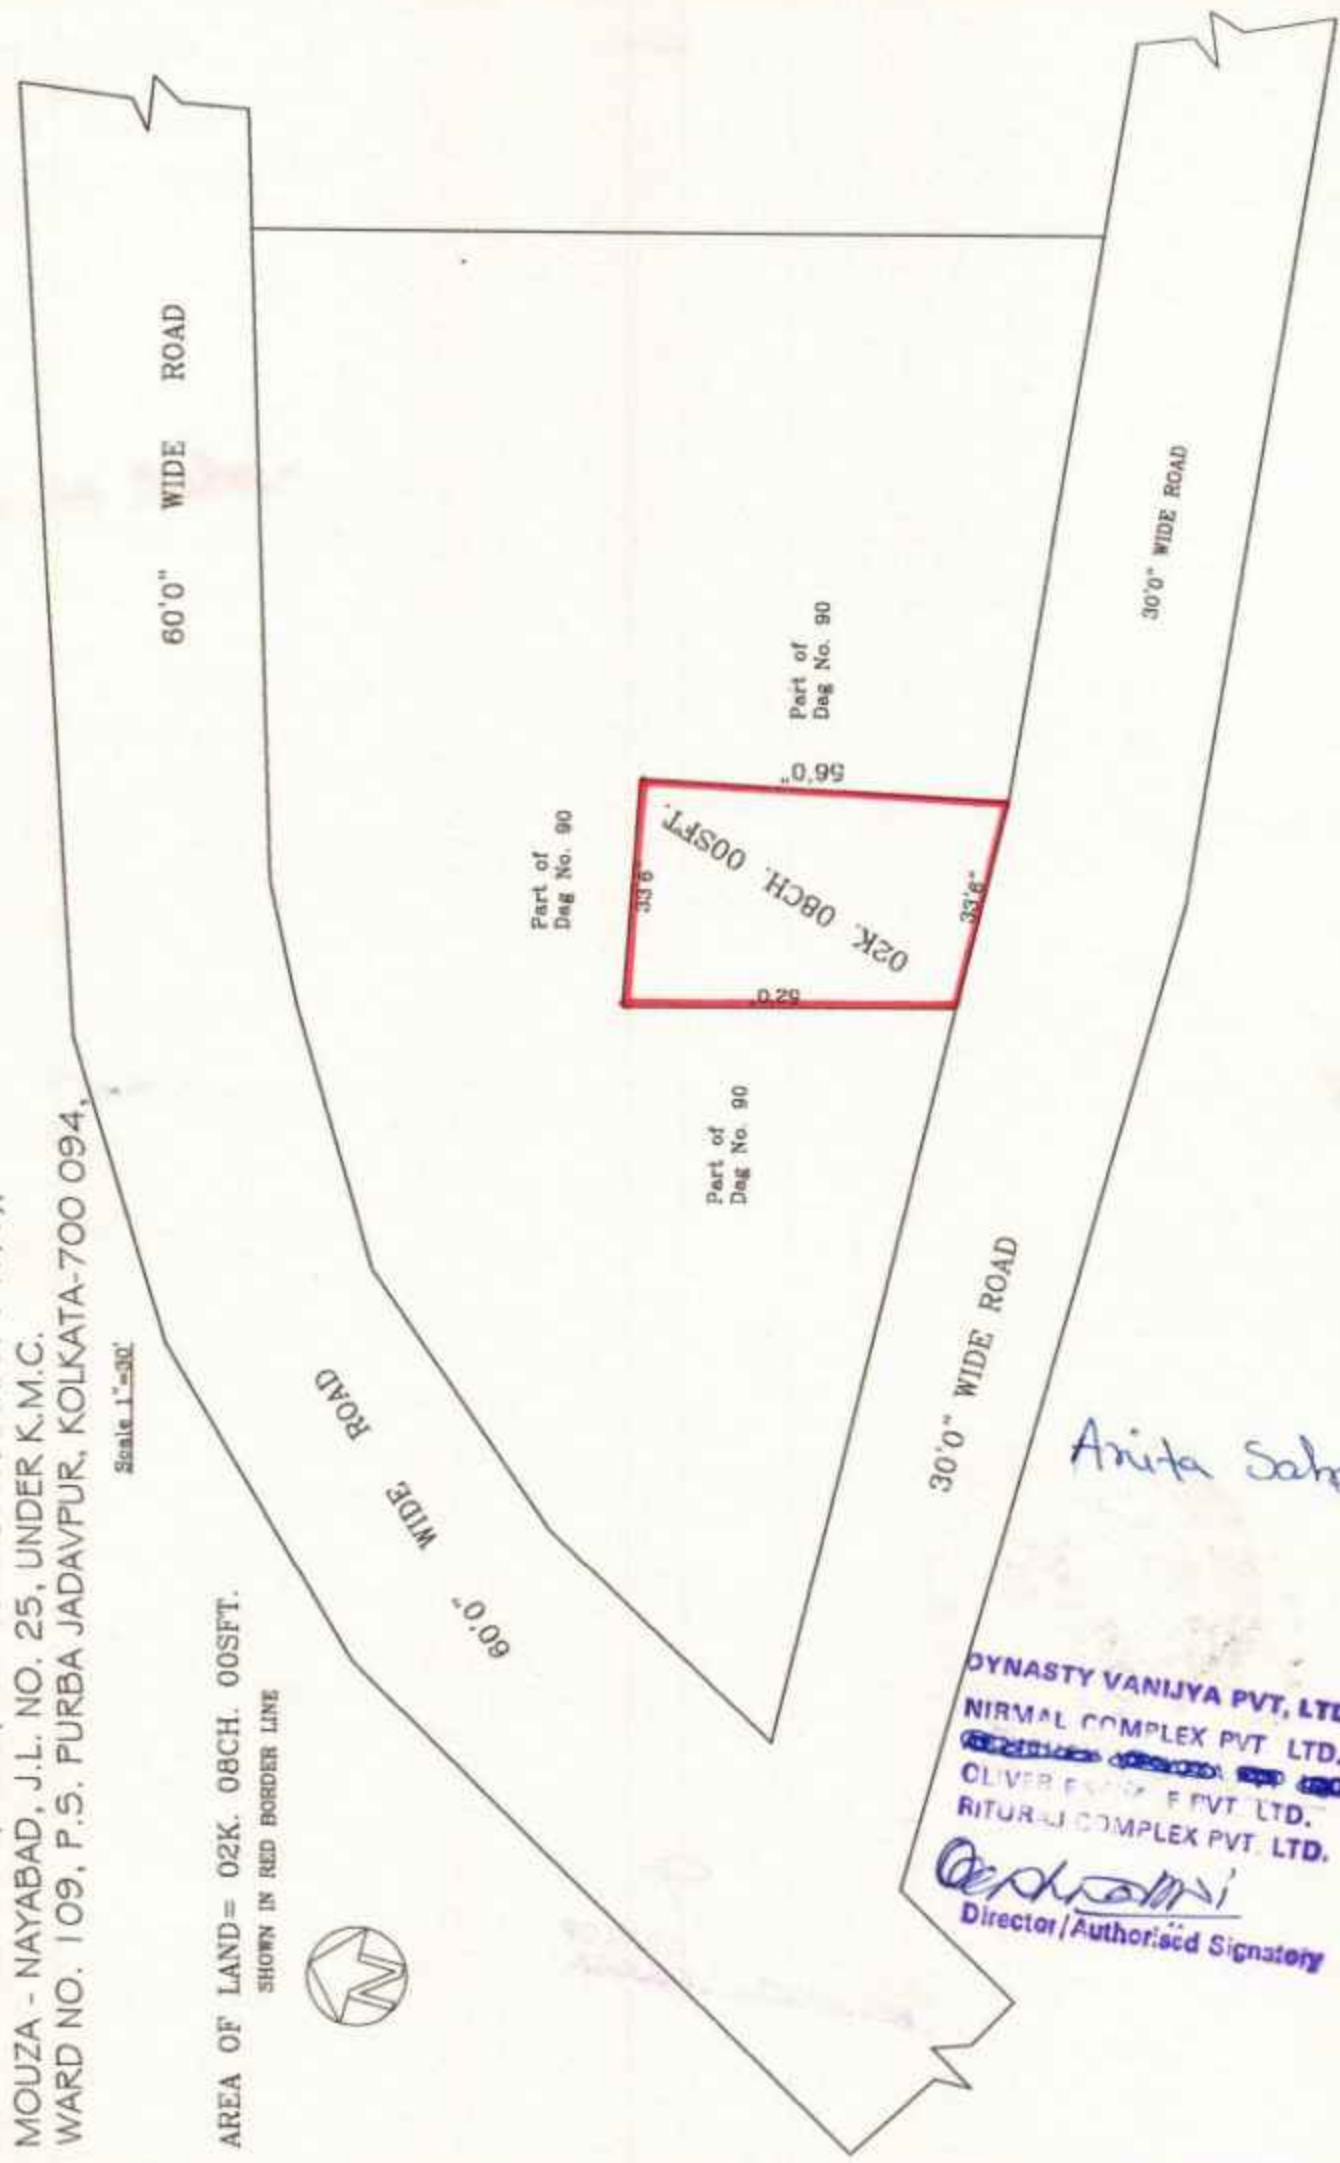 MOUZA - NAYABAD, J.L. NO. 25, UNDER K.M.C.
WARD NO. 109, P.S. PURBA JADAVPUR, KOLKATA-700 094,
Scale 1"=30'
AREA OF LAND= 02K. 08CH. 00SFT.
SHOWN IN RED BORDER LINE
N
60'0" WIDE ROAD
60'0" WIDE ROAD
Part of
Dag No. 90
Part of
Dag No. 90
Part of
Dag No. 90
33'6"
56'0"
52'0"
33'6"
02K. 08CH. 00SFT.
30'0" WIDE ROAD
30'0" WIDE ROAD
Anita
DYNASTY VANIJYA PVT, LTD
NIRMAL COMPLEX PVT LTD.
OLIVER PVT LTD.
RITURAJ COMPLEX PVT. LTD.
Director/Authorised Signatory